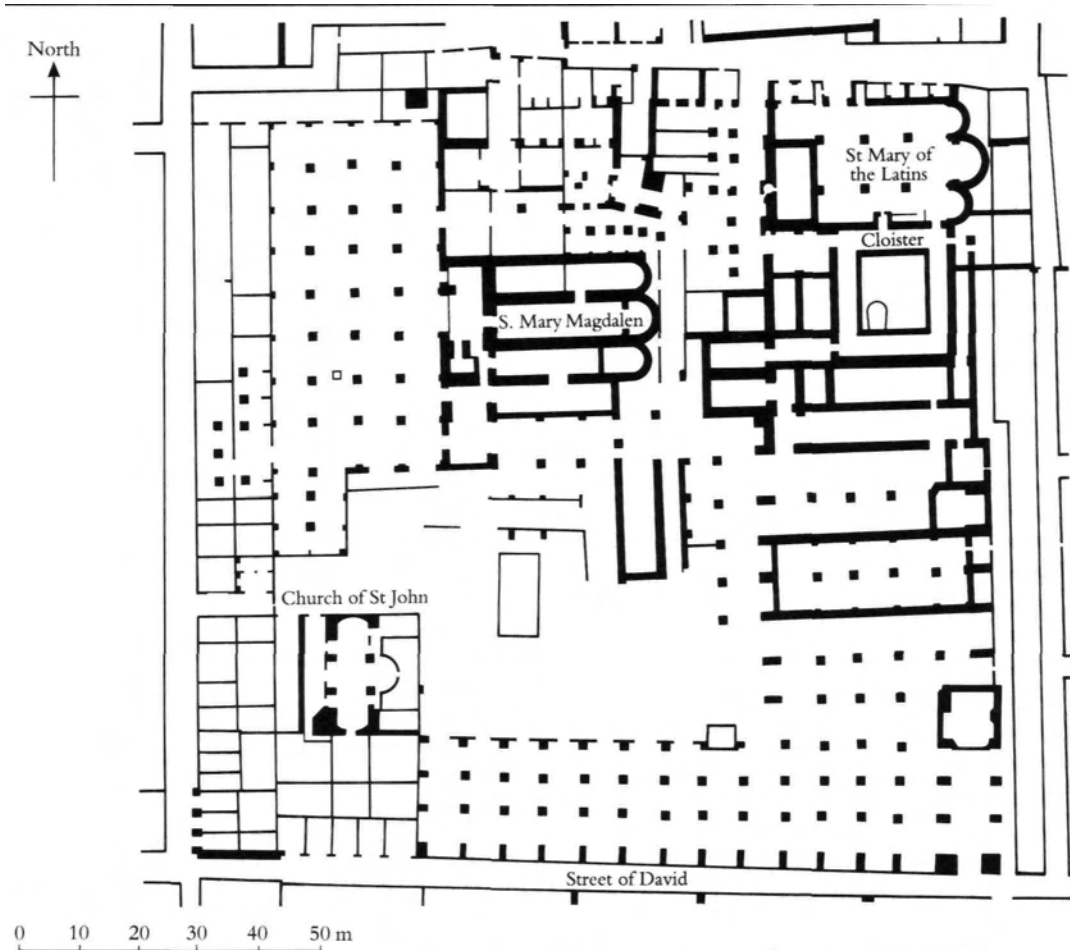 North
St Mary of
the Latins
Cloister
S. Mary Magdalen
Church of St John
Street of David
0 10 20 30 40 50 m